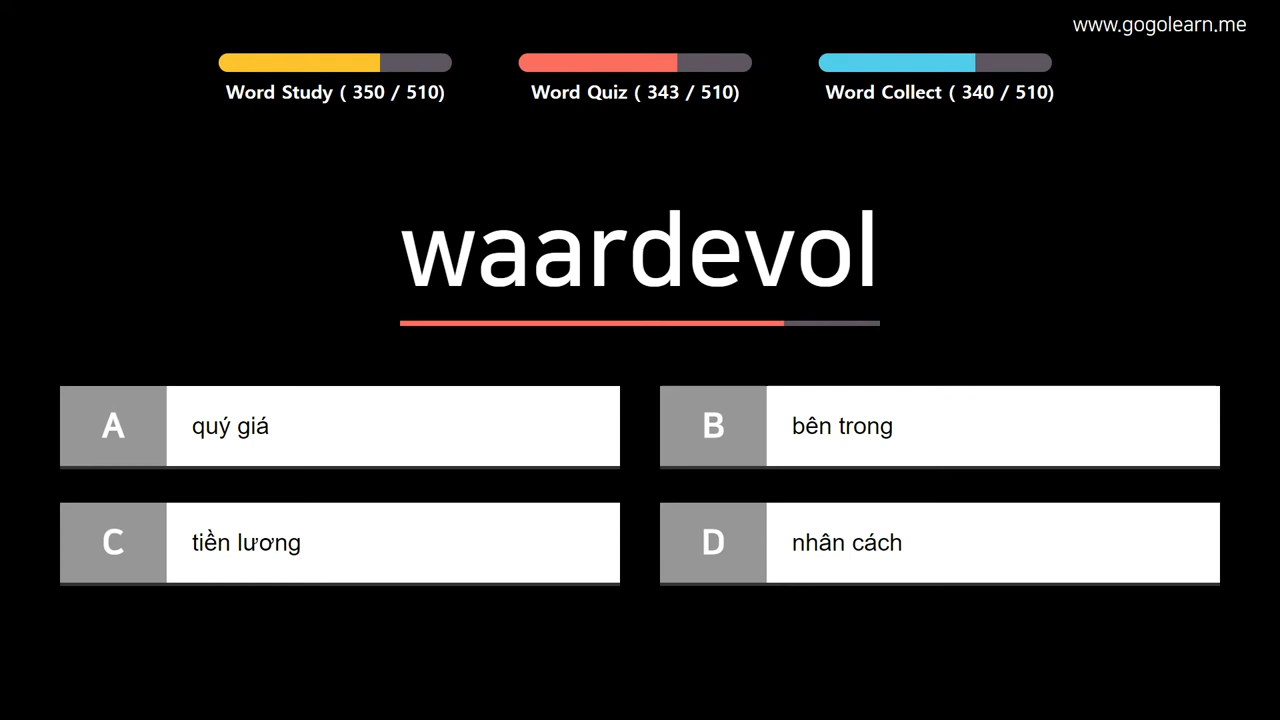 www.gogolearn.me
Word Study ( 350 / 510)
Word Quiz ( 343 / 510)
Word Collect ( 340 / 510)
waardevol
A quý giá
B bên trong
C tiền lương
D nhân cách